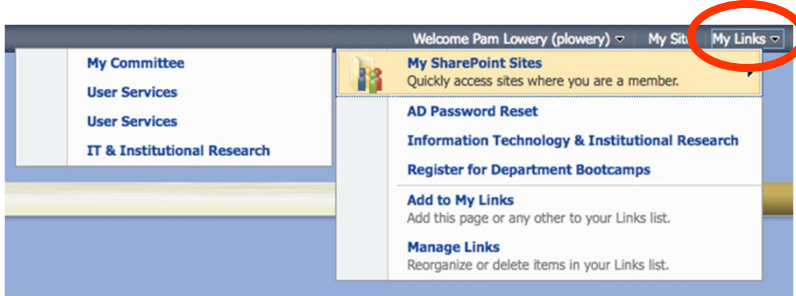 Welcome Pam Lowery (plowery)
My Sit
My Links
My Committee
User Services
User Services
IT & Institutional Research
My SharePoint Sites
Quickly access sites where you are a member.
AD Password Reset
Information Technology & Institutional Research
Register for Department Bootcamps
Add to My Links
Add this page or any other to your Links list.
Manage Links
Reorganize or delete items in your Links list.